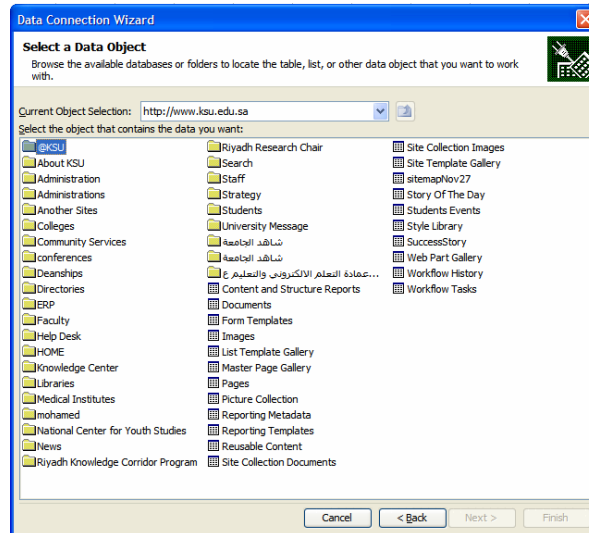 Data Connection Wizard
Select a Data Object
Browse the available databases or folders to locate the table, list, or other data object that you want to work
with.
Current Object Selection: http://www.ksu.edu.sa
Select the object that contains the data you want:
@KSU
About KSU
Administration
Administrations
Another Sites
Colleges
Community Services
conferences
Deanships
Directories
ERP
Faculty
Help Desk
HOME
Knowledge Center
Libraries
Medical Institutes
mohamed
National Center for Youth Studies
News
Riyadh Knowledge Corridor Program
Riyadh Research Chair
Search
Staff
Strategy
Students
University Message
شاهد الجامعة
شاهد الجامعة
عمادة التعلم الالكتروني والتعليم ع...
Content and Structure Reports
Documents
Form Templates
Images
List Template Gallery
Master Page Gallery
Pages
Picture Collection
Reporting Metadata
Reporting Templates
Reusable Content
Site Collection Documents
Site Collection Images
Site Template Gallery
sitemapNov27
Story Of The Day
Students Events
Style Library
SuccessStory
Web Part Gallery
Workflow History
Workflow Tasks
Cancel < Back Next > Finish